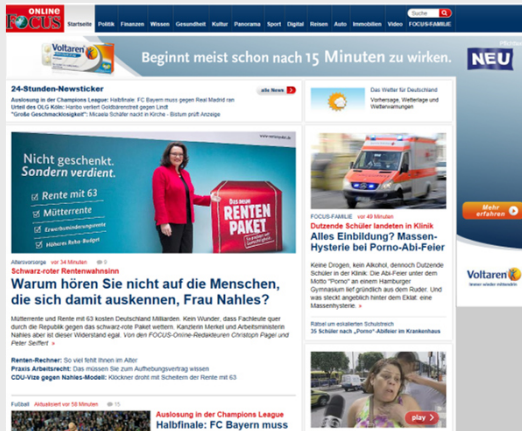 ONLINE
FOCUS
Suche
Startseite Politik Finanzen Wissen Gesundheit Kultur Panorama Sport Digital Reisen Auto Immobilien Video FOCUS-FAMILIE
Voltaren
Beginnt meist schon nach 15 Minuten zu wirken.
NEU
24-Stunden-Newsticker
alle News
Auslosung in der Champions League: Halbfinale: FC Bayern muss gegen Real Madrid ran
Urteil des OLG Köln: Haribo verliert Goldbärenstreit gegen Lindt
"Große Geschmacklosigkeit": Micaela Schäfer nackt in Kirche - Bistum prüft Anzeige
Das Wetter für Deutschland
Vorhersage, Wetterlage und
Wetterwarnungen
Nicht geschenkt.
Sondern verdient.
Rente mit 63
Mütterrente
Erwerbsminderungsrente
Höheres Reha-Budget
DAS NEUE
RENTEN
PAKET
Altersvorsorge vor 34 Minuten
Schwarz-roter Rentenwahnsinn
Warum hören Sie nicht auf die Menschen,
die sich damit auskennen, Frau Nahles?
Mütterrente und Rente mit 63 kosten Deutschland Milliarden. Kein Wunder, dass Fachleute quer
durch die Republik gegen das schwarz-rote Paket wettern. Kanzlerin Merkel und Arbeitsministerin
Nahles aber ist dieser Widerstand egal. Von den FOCUS-Online-Redakteuren Christoph Pagel und
Peter Seiffert
Renten-Rechner: So viel fehlt Ihnen im Alter
Praxis Arbeitsrecht: Das müssen Sie zum Aufhebungsvertrag wissen
CDU-Vize gegen Nahles-Modell: Klöckner droht mit Scheitern der Rente mit 63
Fußball Aktualisiert vor 58 Minuten 15
Auslosung in der Champions League
Halbfinale: FC Bayern muss
FOCUS-FAMILIE vor 49 Minuten
Dutzende Schüler landeten in Klinik
Alles Einbildung? Massen-
Hysterie bei Porno-Abi-Feier
Keine Drogen, kein Alkohol, dennoch Dutzende
Schüler in der Klinik: Die Abi-Feier unter dem
Motto "Porno" an einem Hamburger
Gymnasium lief gründlich aus dem Ruder. Und
was steckt angeblich hinter dem Eklat: eine
Massenhysterie.
Rätsel um eskalierten Schulstreich
35 Schüler nach „Porno"-Abifeier im Krankenhaus
play
Mehr
erfahren
Voltaren